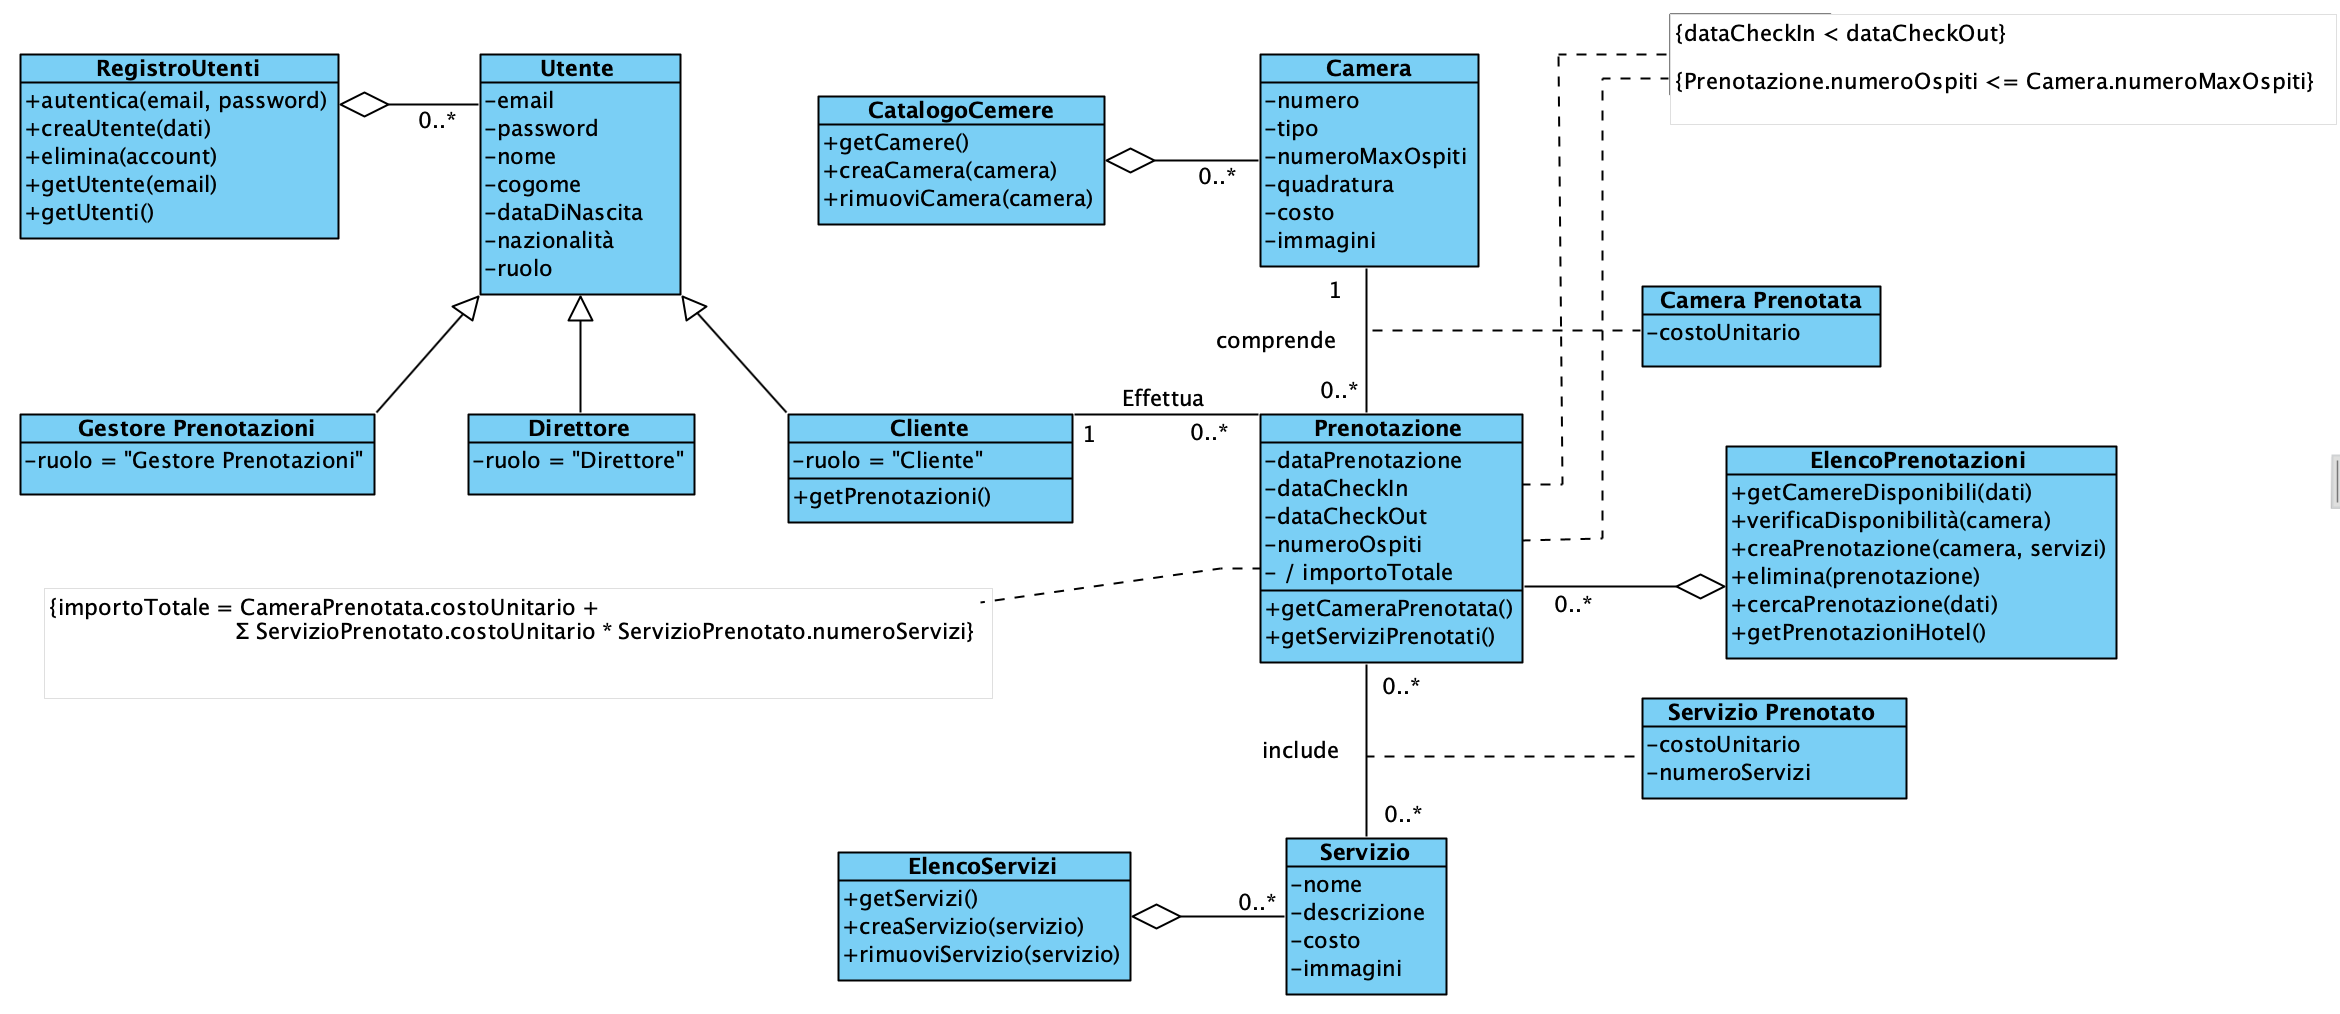 {dataCheckIn < dataCheckOut}
{Prenotazione.numeroOspiti <= Camera.numeroMaxOspiti}
RegistroUtenti
+autentica(email, password)
+creaUtente(dati)
+elimina(account)
+getUtente(email)
+getUtenti()
0..*
Utente
-email
-password
-nome
-cogome
-dataDiNascita
-nazionalità
-ruolo
CatalogoCemere
+getCamere()
+creaCamera(camera)
+rimuoviCamera(camera)
0..*
Camera
-numero
-tipo
-numeroMaxOspiti
-quadratura
-costo
-immagini
1
comprende
0..*
Camera Prenotata
-costoUnitario
Gestore Prenotazioni
-ruolo = "Gestore Prenotazioni"
Direttore
-ruolo = "Direttore"
Cliente
-ruolo = "Cliente"
+getPrenotazioni()
Effettua
1
0..*
Prenotazione
-dataPrenotazione
-dataCheckIn
-dataCheckOut
-numeroOspiti
- / importoTotale
+getCameraPrenotata()
+getServiziPrenotati()
0..*
ElencoPrenotazioni
+getCamereDisponibili(dati)
+verificaDisponibilità(camera)
+creaPrenotazione(camera, servizi)
+elimina(prenotazione)
+cercaPrenotazione(dati)
+getPrenotazioniHotel()
{importoTotale = CameraPrenotata.costoUnitario +
Σ ServizioPrenotato.costoUnitario * ServizioPrenotato.numeroServizi}
0..*
include
0..*
Servizio Prenotato
-costoUnitario
-numeroServizi
ElencoServizi
+getServizi()
+creaServizio(servizio)
+rimuoviServizio(servizio)
0..*
Servizio
-nome
-descrizione
-costo
-immagini